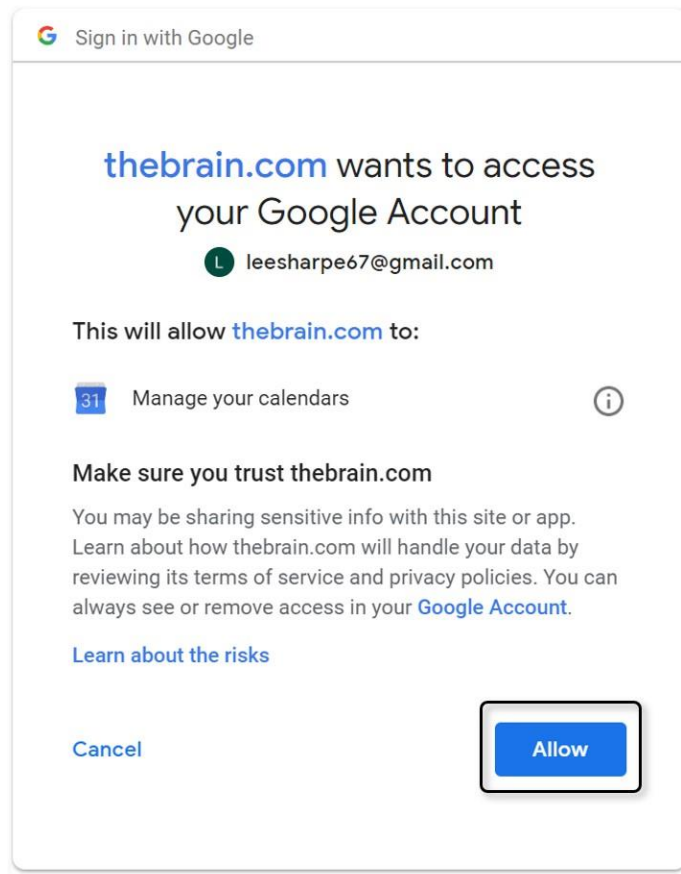 Sign in with Google
thebrain.com wants to access
your Google Account
L leesharpe67@gmail.com
This will allow thebrain.com to:
31 Manage your calendars
Make sure you trust thebrain.com
You may be sharing sensitive info with this site or app.
Learn about how thebrain.com will handle your data by
reviewing its terms of service and privacy policies. You can
always see or remove access in your Google Account.
Learn about the risks
Cancel Allow